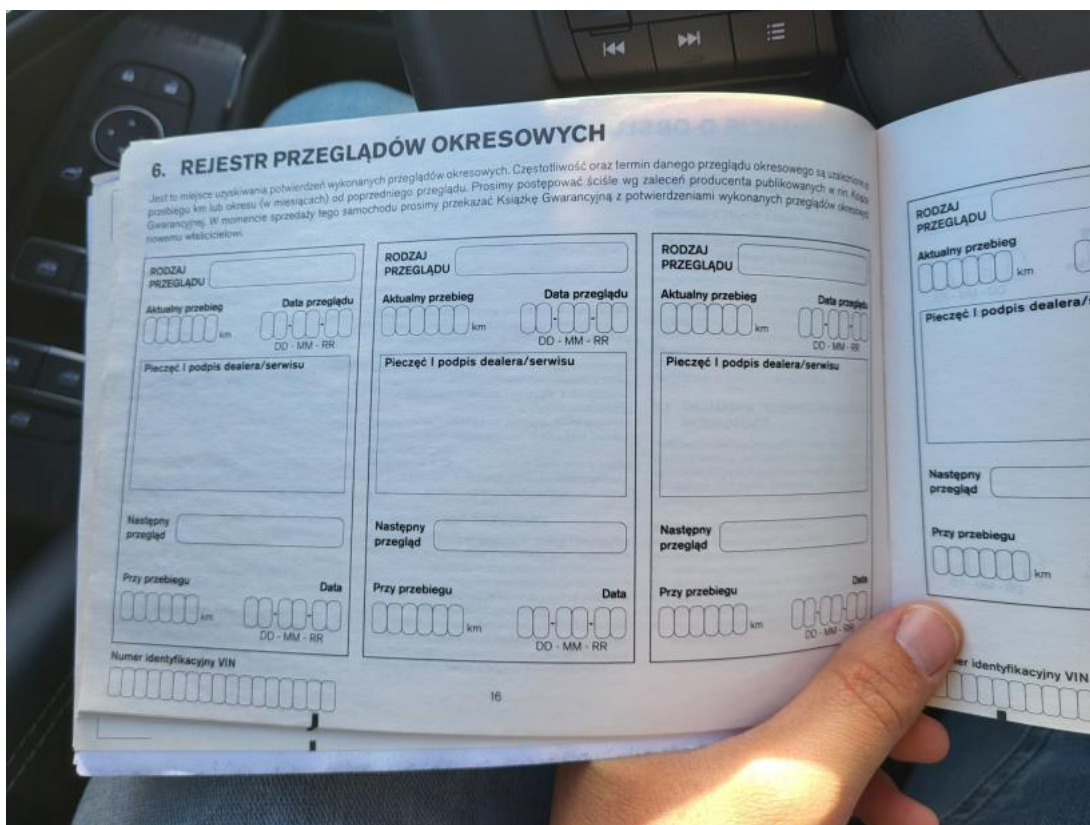 6. REJESTR PRZEGLĄDÓW OKRESOWYCH
Jest to miejsce uzyskiwania potwierdzeń wykonanych przeglądów okresowych. Częstotliwość oraz termin danego przeglądu okresowego są uzależnione
przebiegu km lub okresu (w miesiącach) od poprzedniego przeglądu. Prosimy postępować ściśle wg zaleceń producenta publikowanych w nin.
Gwarancyjnej. W momencie sprzedaży tego samochodu prosimy przekazać Książkę Gwarancyjną z potwierdzeniami wykonanych przeglądów okresowych
nowemu właścicielowi.
RODZAJ
PRZEGLĄDU
Aktualny przebieg Data przeglądu
km
DD - MM - RR
Pieczęć I podpis dealera/serwisu
Następny
przegląd
Przy przebiegu Data
km
DD - MM - RR
RODZAJ
PRZEGLĄDU
Aktualny przebieg Data przeglądu
km
DD - MM - RR
Pieczęć I podpis dealera/serwisu
Następny
przegląd
Przy przebiegu Data
km
DD - MM - RR
RODZAJ
PRZEGLĄDU
Aktualny przebieg Data przeglądu
km
DD - MM - RR
Pieczęć I podpis dealera/serwisu
Następny
przegląd
Przy przebiegu Data
km
DD - MM - RR
Numer identyfikacyjny VIN
16
RODZAJ
PRZEGLĄDU
Aktualny przebieg
km
Pieczęć I podpis dealera/
Następny
przegląd
Przy przebiegu
km
identyfikacyjny VIN